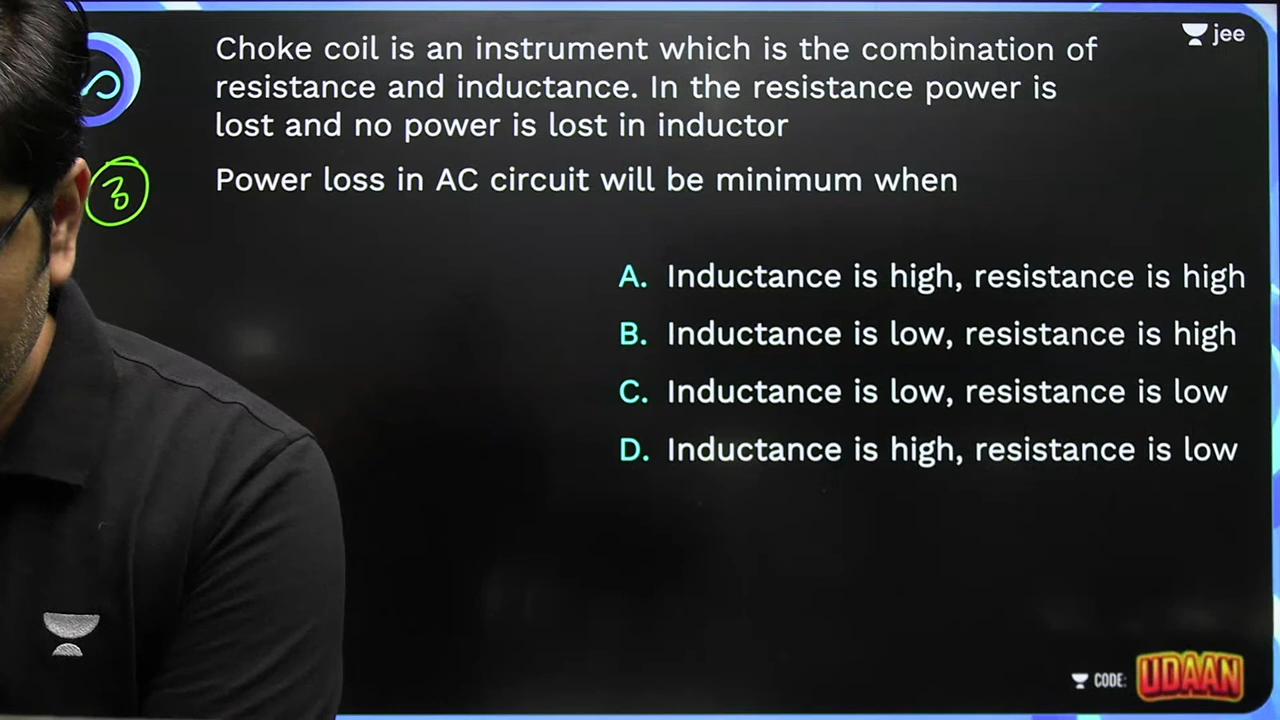 jee
Choke coil is an instrument which is the combination of
resistance and inductance. In the resistance power is
lost and no power is lost in inductor
3
Power loss in AC circuit will be minimum when
A. Inductance is high, resistance is high
B. Inductance is low, resistance is high
C. Inductance is low, resistance is low
D. Inductance is high, resistance is low
CODE: UDAAN